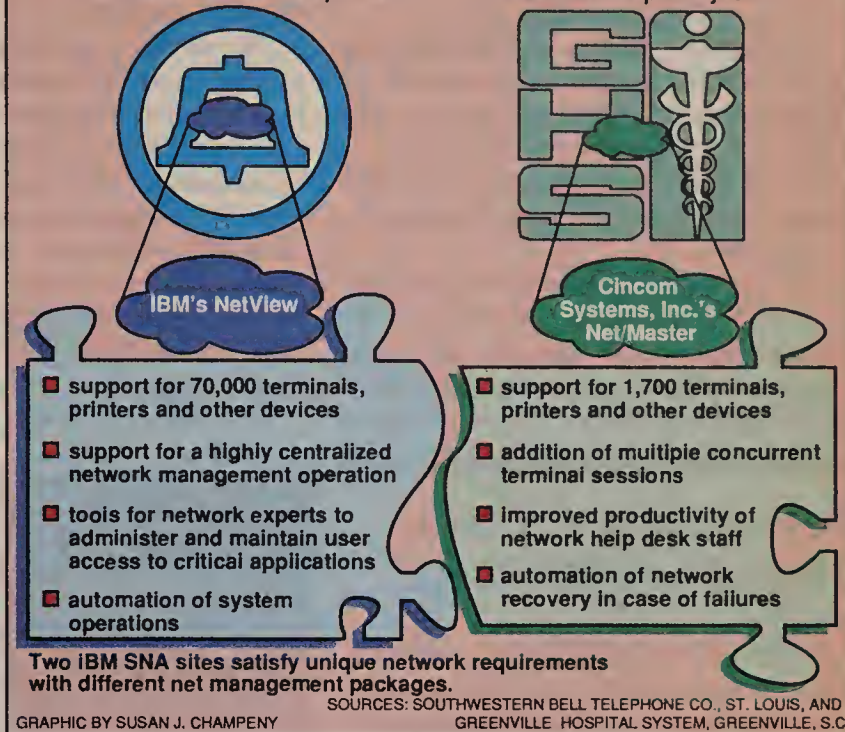 GHS
IBM's NetView
support for 70,000 terminals,
printers and other devices
support for a highly centralized
network management operation
tools for network experts to
administer and maintain user
access to critical applications
automation of system
operations
Cincom
Systems, Inc.'s
Net/Master
support for 1,700 terminals,
printers and other devices
addition of multiple concurrent
terminal sessions
improved productivity of
network help desk staff
automation of network
recovery in case of failures
Two IBM SNA sites satisfy unique network requirements
with different net management packages.
SOURCES: SOUTHWESTERN BELL TELEPHONE CO., ST. LOUIS, AND
GRAPHIC BY SUSAN J. CHAMPENY
GREENVILLE HOSPITAL SYSTEM, GREENVILLE, S.C